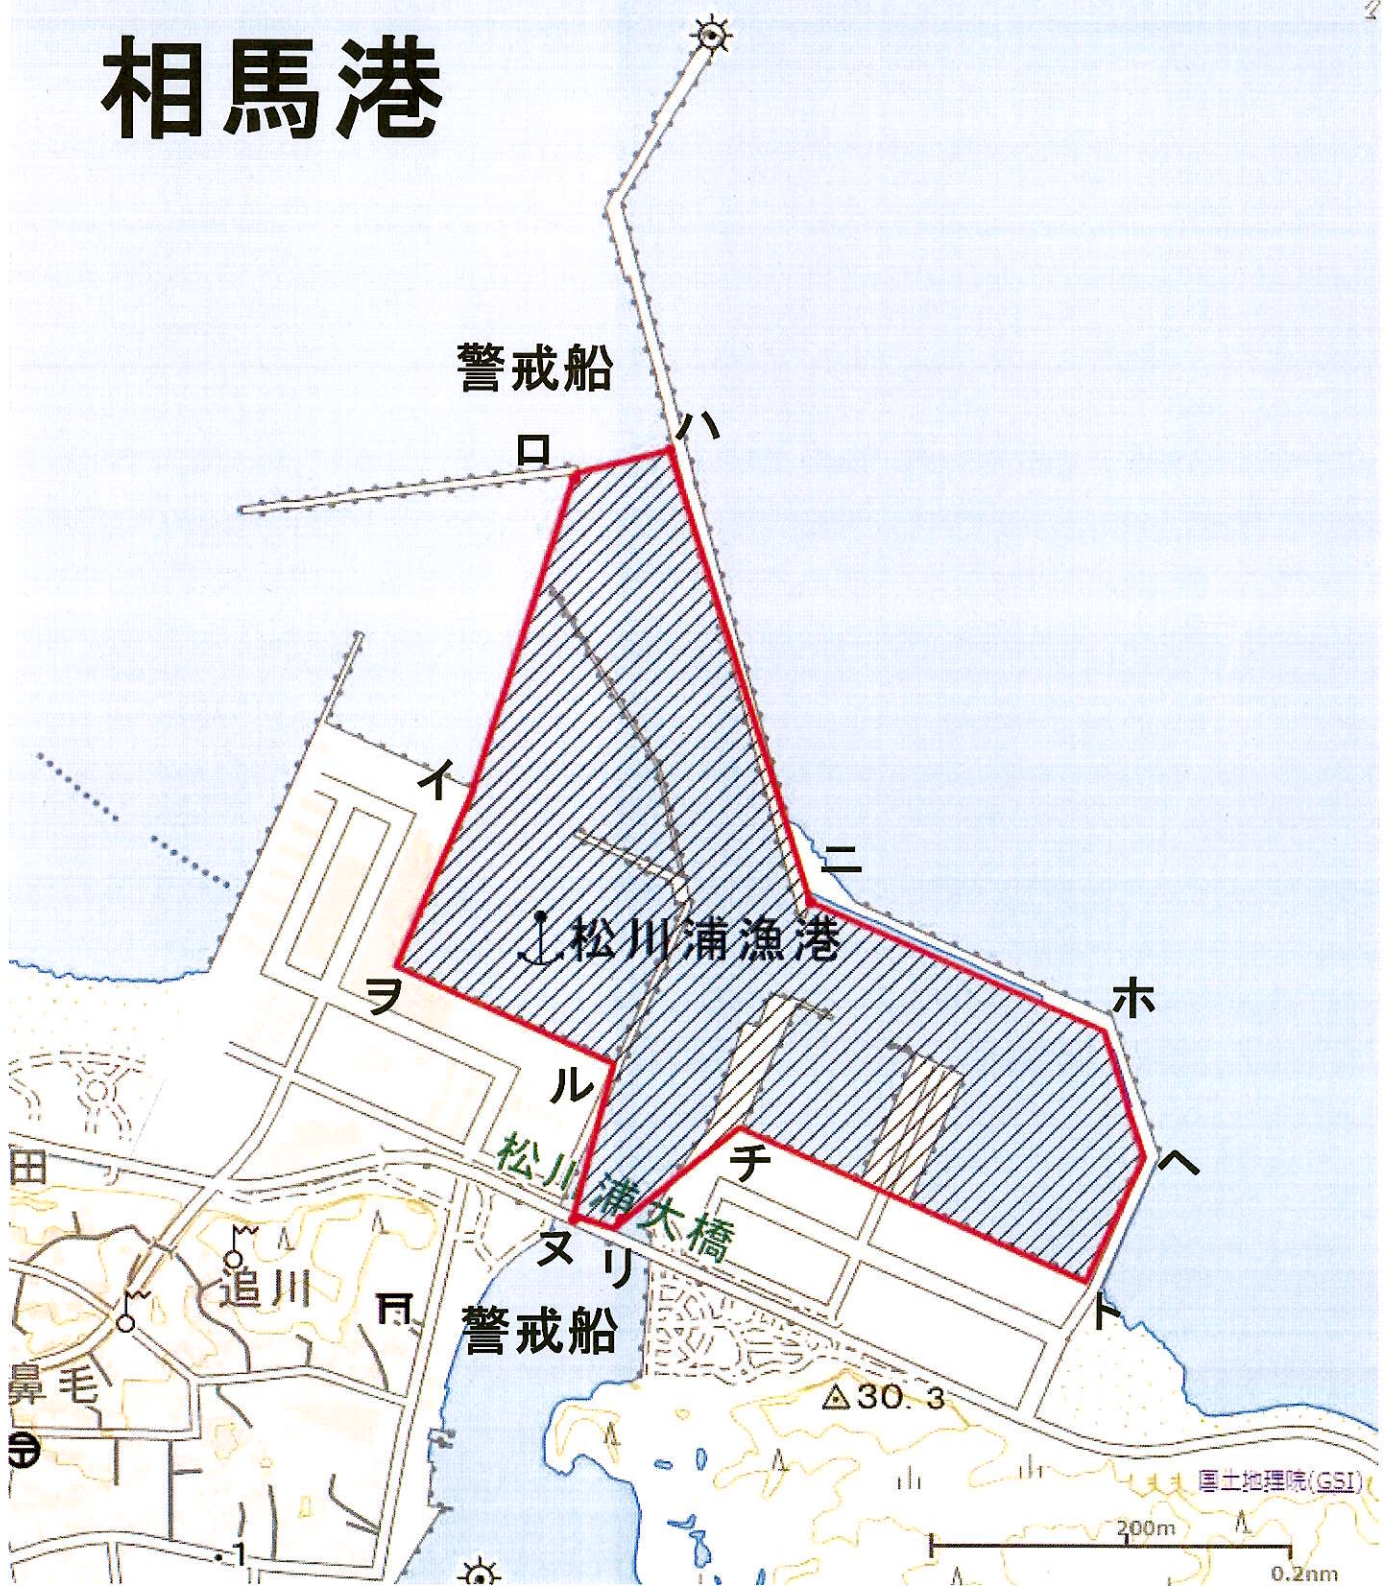 相馬港
警戒船
ハ
ロ
イ
ニ
松川浦漁港
ヲ
ホ
ル
チ
ヘ
田
松川浦大橋
ヌ
リ
追川
ト
警戒船
鼻毛
30.3
国土地理院(GSI)
200m
.1
0.2nm